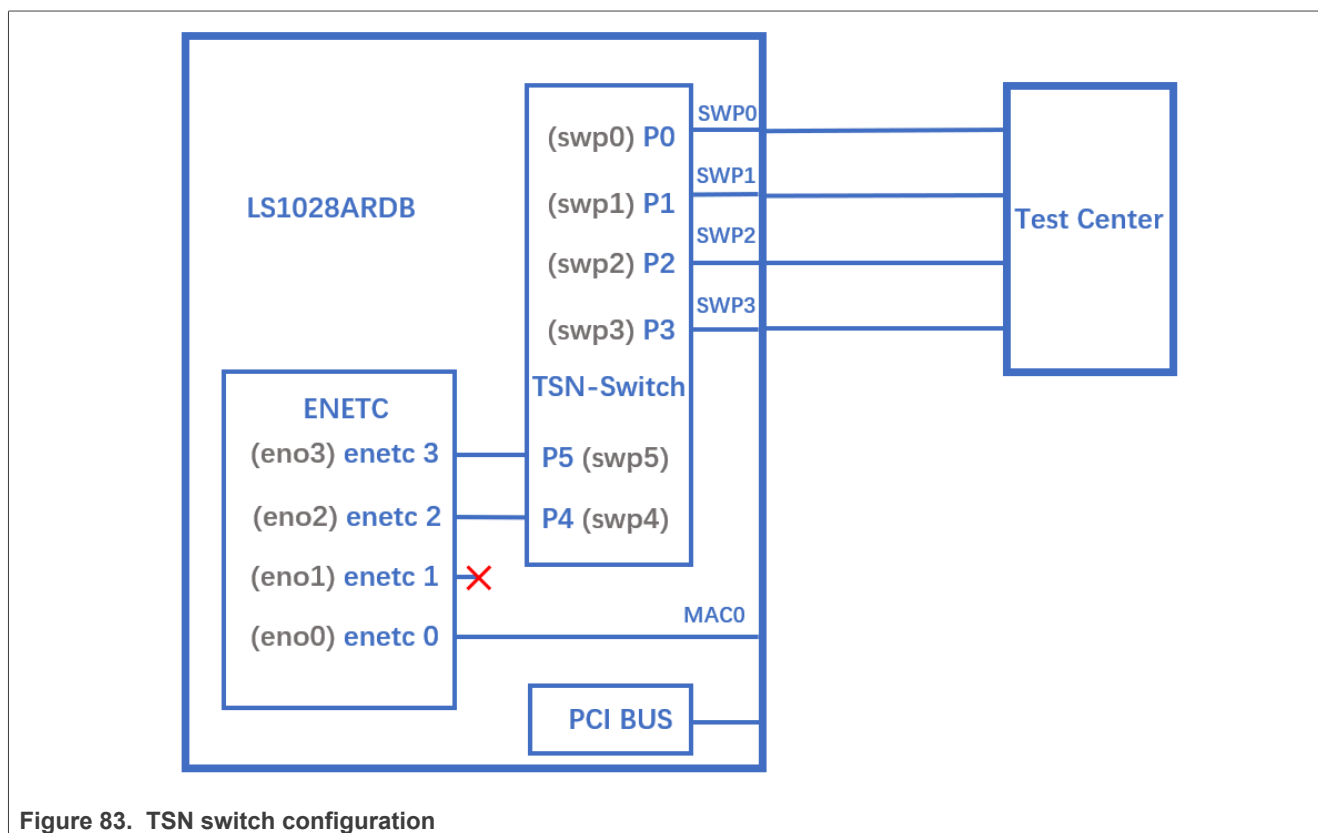 LS1028ARDB
(swp0) P0
(swp1) P1
(swp2) P2
(swp3) P3
TSN-Switch
P5 (swp5)
P4 (swp4)
SWP0
SWP1
SWP2
SWP3
Test Center
ENETC
(eno3) enetc 3
(eno2) enetc 2
(eno1) enetc 1
(eno0) enetc 0
MAC0
PCI BUS
Figure 83. TSN switch configuration